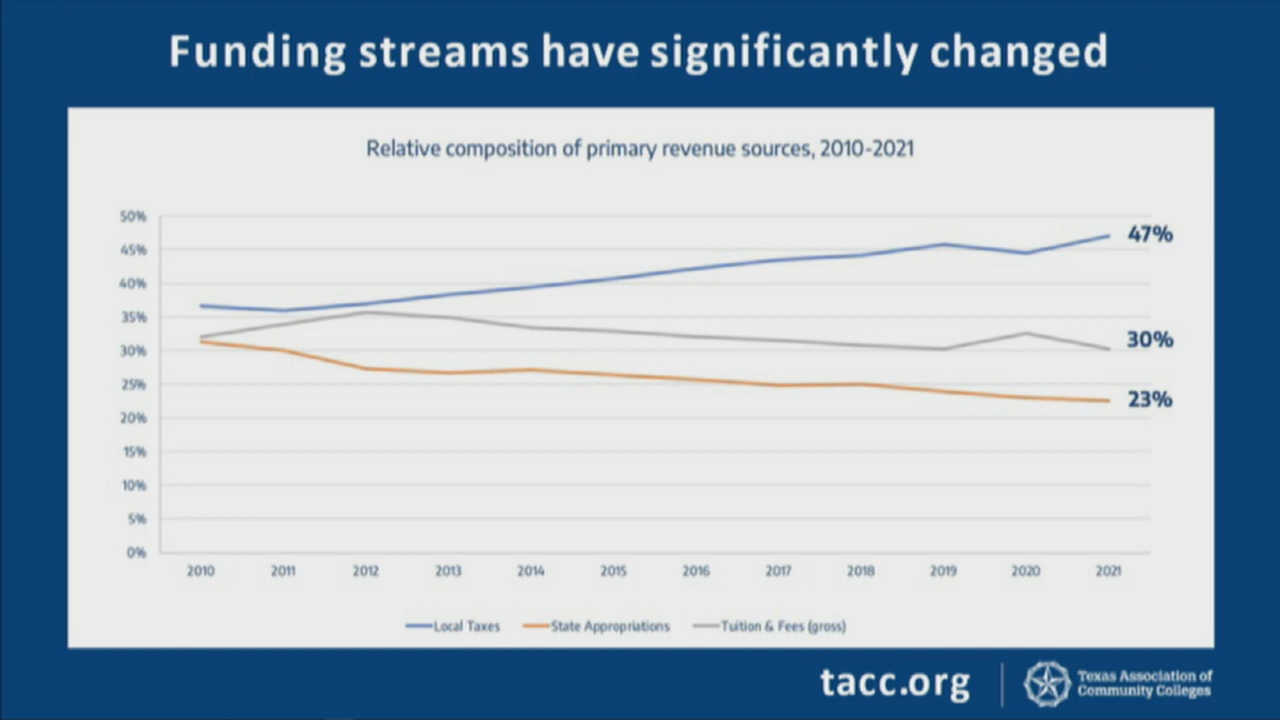 Funding streams have significantly changed
Relative composition of primary revenue sources, 2010-2021
50%
45%
40%
35%
30%
25%
20%
15%
10%
5%
0%
47%
30%
23%
2010 2011 2012 2013 2014 2015 2016 2017 2018 2019 2020 2021
Local Taxes State Appropriations Tuition & Fees (gross)
tacc.org
Texas Association of
Community Colleges